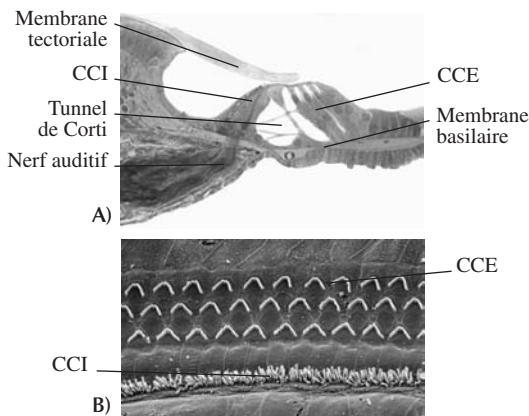 Membrane
tectoriale
CCI
Tunnel
de Corti
Nerf auditif
CCE
Membrane
basilaire
A)
CCE
CCI
B)